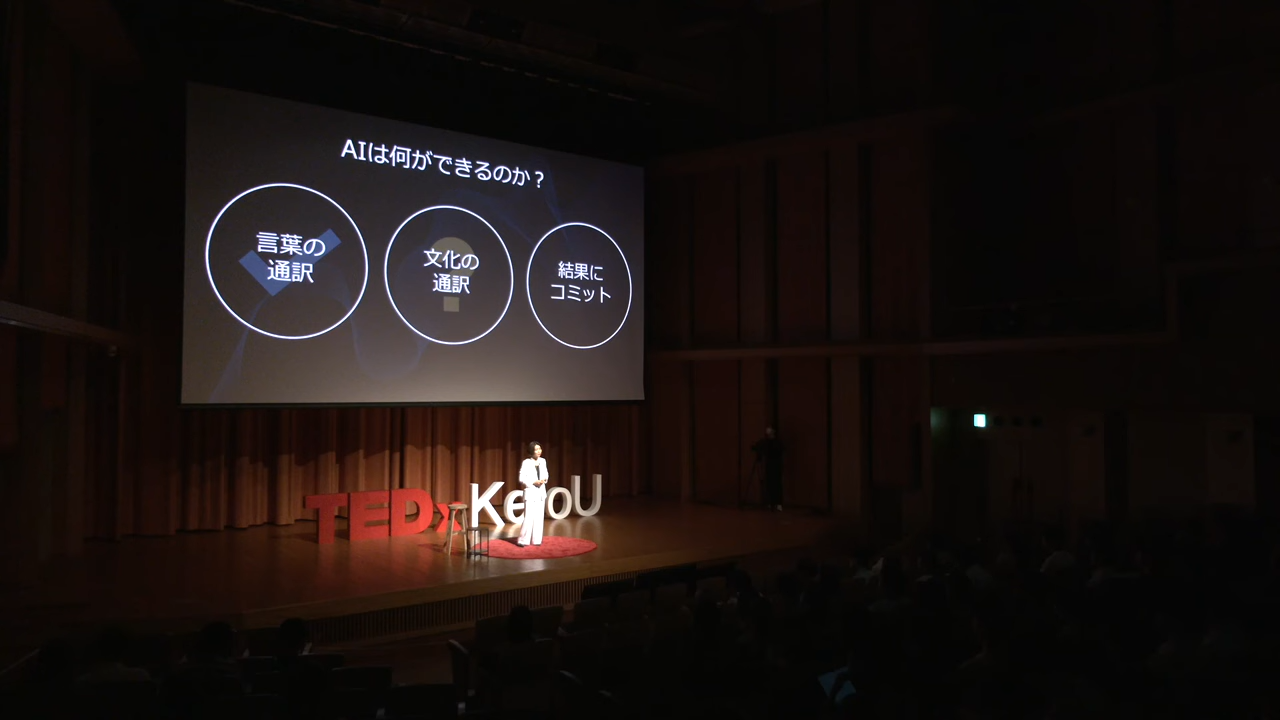 AIは何ができるのか？
言葉の
通訳
文化の
通訳
結果に
コミット
TEDxKeioU